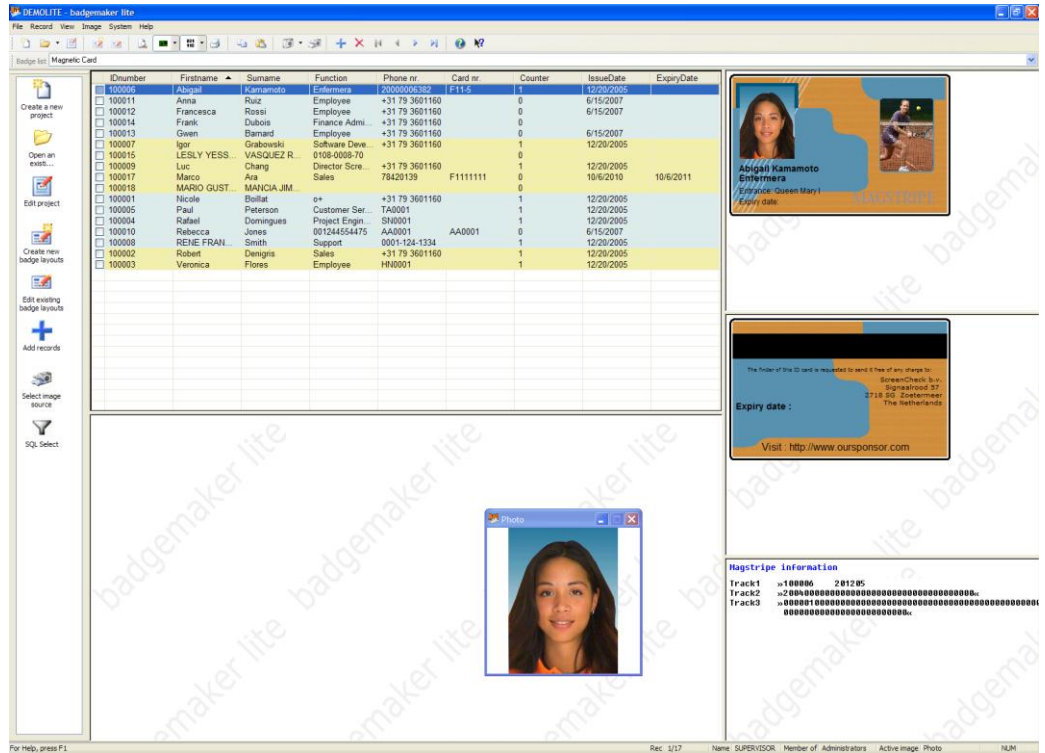 DEMOLITE - badgemaker lite
File Record View Image System Help
Badge list Magnetic Card
Create a new project
Open an existi...
Edit project
Create new badge layouts
Edit existing badge layouts
Add records
Select image source
SQL Select
IDnumber Firstname Surname Function Phone nr. Card nr. Counter IssueDate ExpiryDate
100006 Abigail Kamamoto Enfermera 20000006382 F11-5 1 12/20/2005
100011 Anna Ruiz Employee +31 79 3601160 0 6/15/2007
100012 Francesca Rossi Employee +31 79 3601160 0 6/15/2007
100014 Frank Dubois Finance Admi... +31 79 3601160 0
100013 Gwen Barnard Employee +31 79 3601160 0 6/15/2007
100007 Igor Grabowski Software Deve... +31 79 3601160 1 12/20/2005
100015 LESLY YESS... VASQUEZ R... 0108-0008-70 0
100009 Luc Chang Director Scre... +31 79 3601160 1 12/20/2005
100017 Marco Ara Sales 78420139 F1111111 0 10/6/2010 10/6/2011
100018 MARIO GUST... MANCIA JIM... 0
100001 Nicole Boillat o+ +31 79 3601160 1 12/20/2005
100005 Paul Peterson Customer Ser... TA0001 1 12/20/2005
100004 Rafael Domingues Project Engin... SN0001 1 12/20/2005
100010 Rebecca Jones 001244554475 AA0001 AA0001 0 6/15/2007
100008 RENE FRAN... Smith Support 0001-124-1334 1 12/20/2005
100002 Robert Denigris Sales +31 79 3601160 1 12/20/2005
100003 Veronica Flores Employee HN0001 1 12/20/2005
Abigail Kamamoto
Enfermera
Entrance: Queen Mary I
Expiry date:
MAGSTRIPE
The finder of this ID card is requested to send it free of any charge to:
ScreenCheck b.v.
Signaalrood 57
2718 SG Zoetermeer
The Netherlands
Expiry date :
Visit : http://www.oursponsor.com
Photo
Magstripe information
Track1 »100006 201205
Track2
Track3
badgemaker lite
For Help, press F1 Rec 1/17 Name SUPERVISOR Member of Administrators Active image Photo NUM